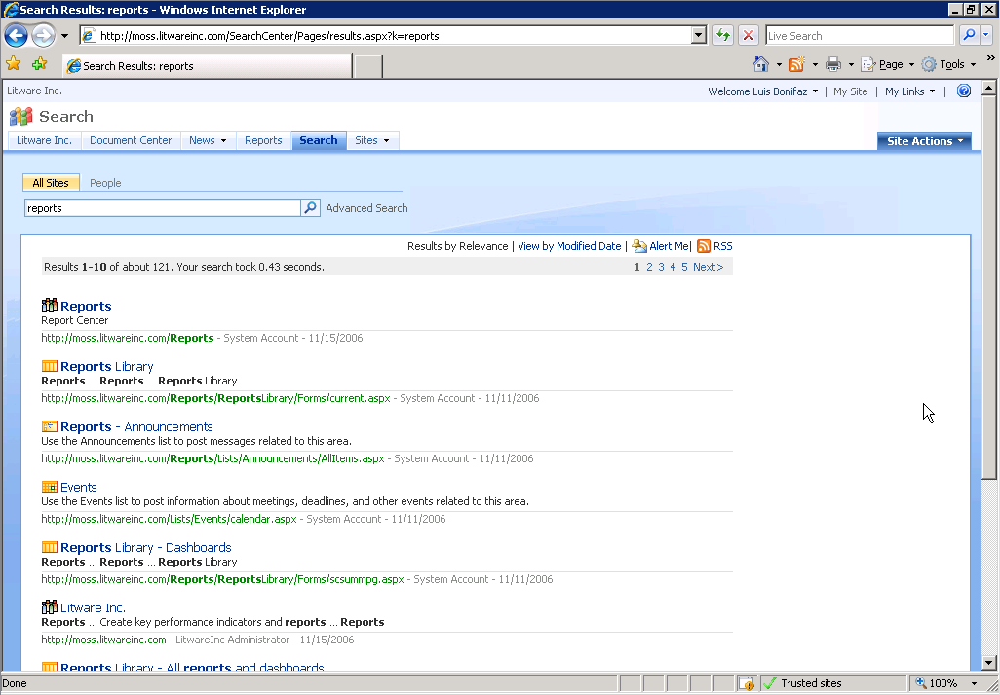 Search Results: reports - Windows Internet Explorer
http://moss.litwareinc.com/SearchCenter/Pages/results.aspx?k=reports
Live Search
Search Results: reports
Page
Tools
»
Litware Inc.
Welcome Luis Bonifaz | My Site | My Links |
Search
Litware Inc. Document Center News Reports Search Sites
Site Actions
All Sites People
reports
Advanced Search
Results by Relevance | View by Modified Date | Alert Me| RSS
Results 1-10 of about 121. Your search took 0.43 seconds.
1 2 3 4 5 Next>
Reports
Report Center
http://moss.litwareinc.com/Reports - System Account - 11/15/2006
Reports Library
Reports ... Reports ... Reports Library
http://moss.litwareinc.com/Reports/ReportsLibrary/Forms/current.aspx - System Account - 11/11/2006
Reports - Announcements
Use the Announcements list to post messages related to this area.
http://moss.litwareinc.com/Reports/Lists/Announcements/AllItems.aspx - System Account - 11/11/2006
Events
Use the Events list to post information about meetings, deadlines, and other events related to this area.
http://moss.litwareinc.com/Lists/Events/calendar.aspx - System Account - 11/11/2006
Reports Library - Dashboards
Reports ... Reports ... Reports Library
http://moss.litwareinc.com/Reports/ReportsLibrary/Forms/scsummpg.aspx - System Account - 11/11/2006
Litware Inc.
Reports ... Create key performance indicators and reports ... Reports
http://moss.litwareinc.com - LitwareInc Administrator - 11/15/2006
Reports Library - All reports and dashboards
Done
Trusted sites
100%